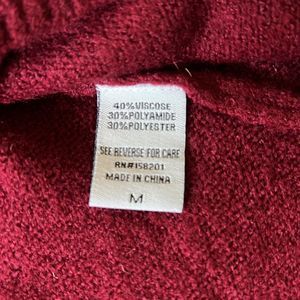 40% VISCOSE
30% POLYAMIDE
30% POLYESTER
SEE REVERSE FOR CARE
RN#158201
MADE IN CHINA
M